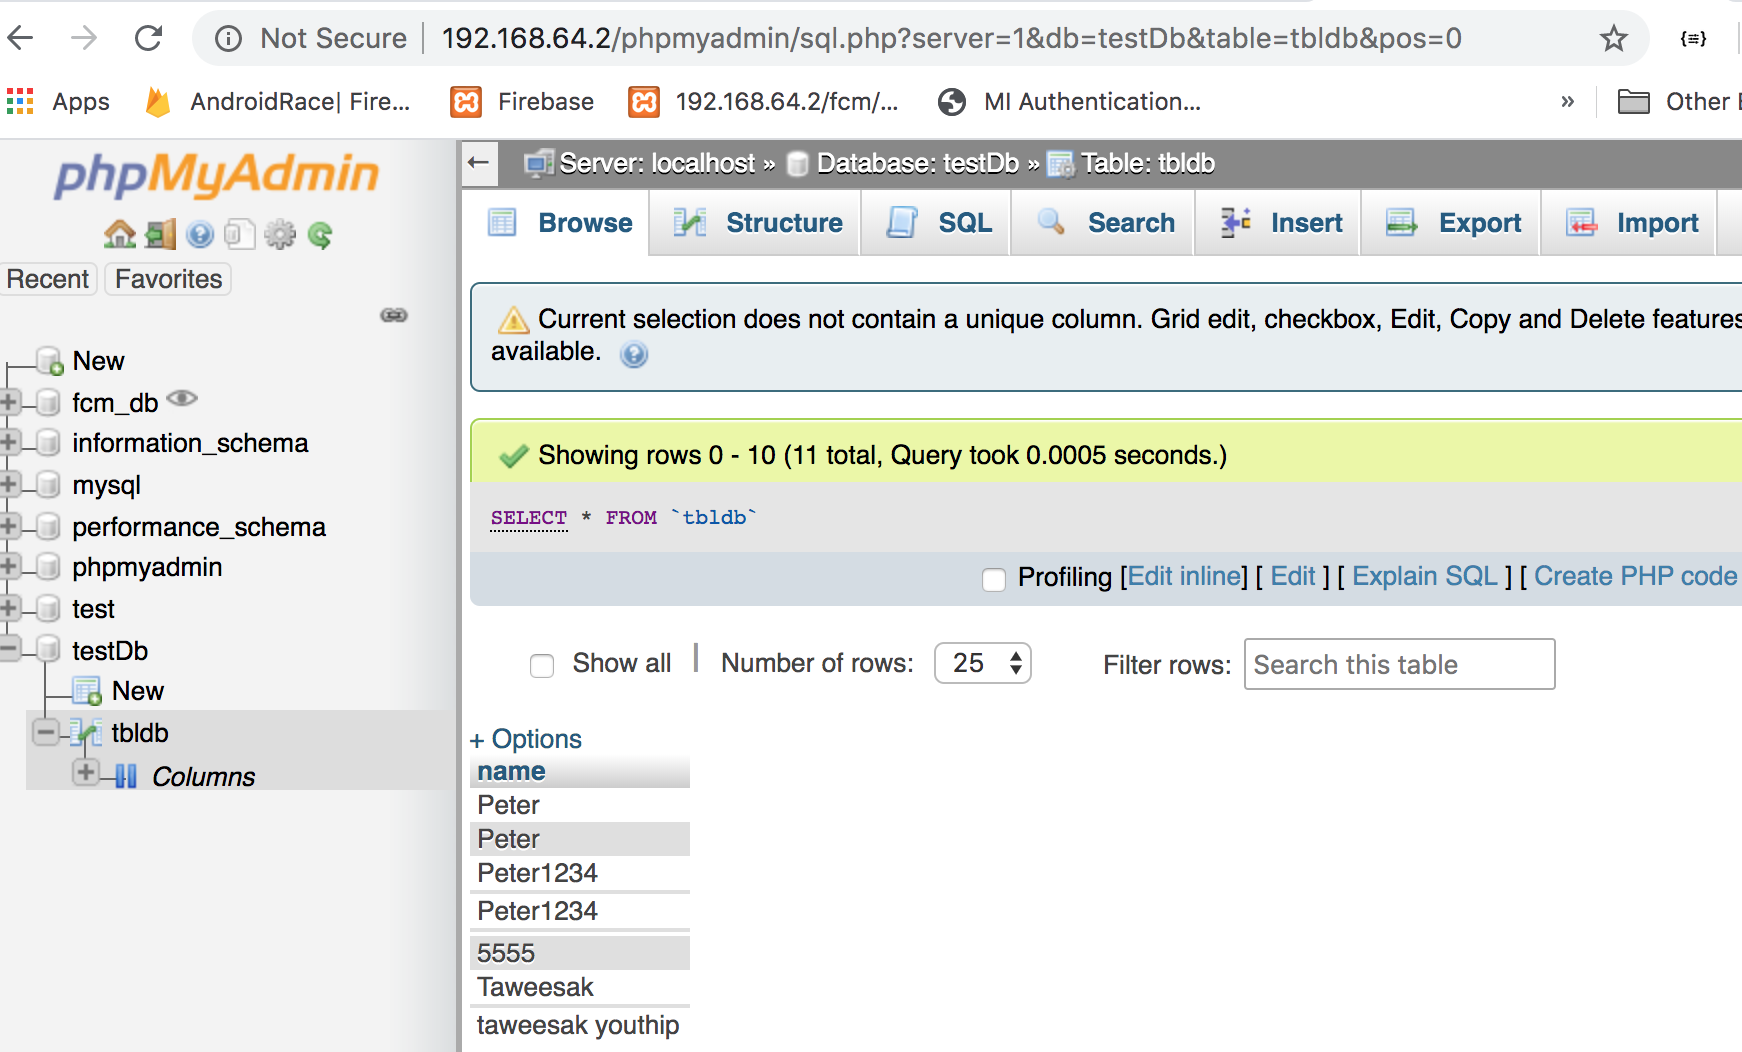 Not Secure 192.168.64.2/phpmyadmin/sql.php?server=1&db=testDb&table=tbldb&pos=0
Apps AndroidRace| Fire... Firebase 192.168.64.2/fcm/... MI Authentication... » Other
phpMyAdmin
Recent Favorites
New
fcm_db
information_schema
mysql
performance_schema
phpmyadmin
test
testDb
New
tbldb
Columns
Server: localhost » Database: testDb » Table: tbldb
Browse Structure SQL Search Insert Export Import
Current selection does not contain a unique column. Grid edit, checkbox, Edit, Copy and Delete features
available.
Showing rows 0 - 10 (11 total, Query took 0.0005 seconds.)
SELECT * FROM `tbldb`
Profiling [Edit inline] [ Edit ] [ Explain SQL ] [ Create PHP code
Show all | Number of rows: 25 Filter rows: Search this table
+ Options
name
Peter
Peter
Peter1234
Peter1234
5555
Taweesak
taweesak youthip